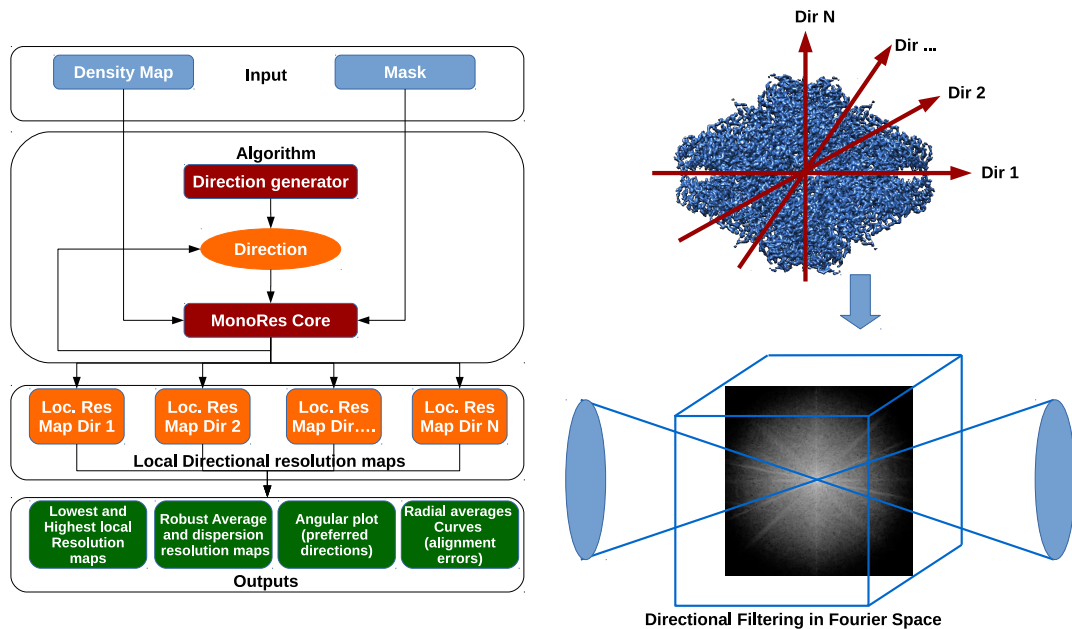 Density Map
Input
Mask
Algorithm
Direction generator
Direction
MonoRes Core
Loc. Res
Map Dir 1
Loc. Res
Map Dir 2
Loc. Res
Map Dir….
Loc. Res
Map Dir N
Local Directional resolution maps
Lowest and
Highest local
Resolution
maps
Robust Average
and dispersion
resolution maps
Angular plot
(preferred
directions)
Radial averages
Curves
(alignment
errors)
Outputs
Dir N
Dir ...
Dir 2
Dir 1
Directional Filtering in Fourier Space